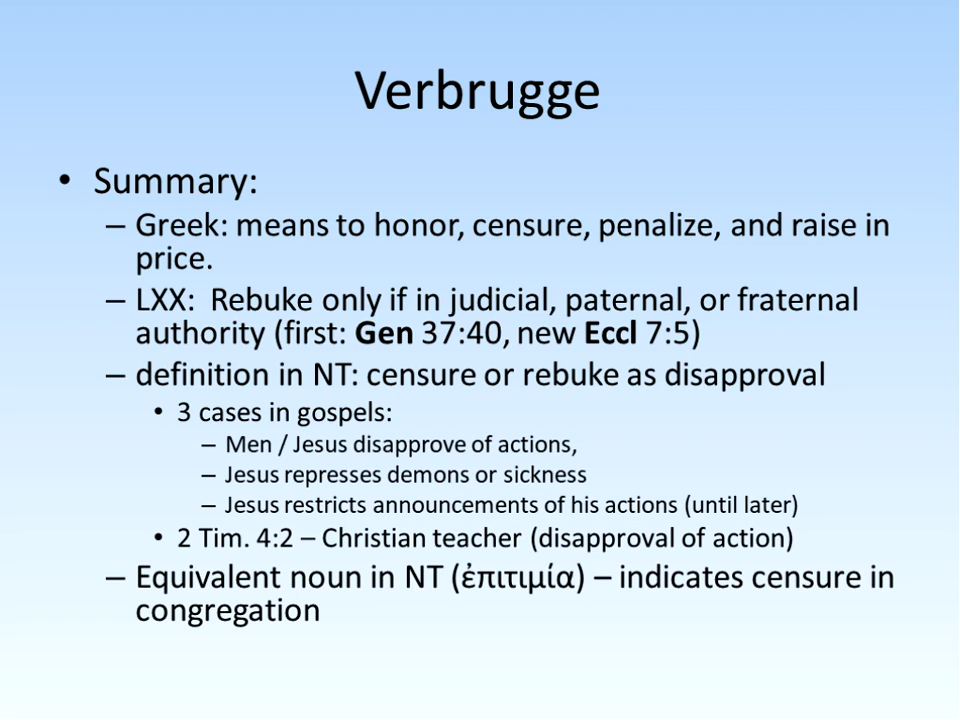 Verbrugge
• Summary:
– Greek: means to honor, censure, penalize, and raise in
price.
– LXX:  Rebuke only if in judicial, paternal, or fraternal
authority (first: Gen 37:40, new Eccl 7:5)
– definition in NT: censure or rebuke as disapproval
• 3 cases in gospels:
– Men / Jesus disapprove of actions,
– Jesus represses demons or sickness
– Jesus restricts announcements of his actions (until later)
• 2 Tim. 4:2 – Christian teacher (disapproval of action)
– Equivalent noun in NT (ἐπιτιμία) – indicates censure in
congregation